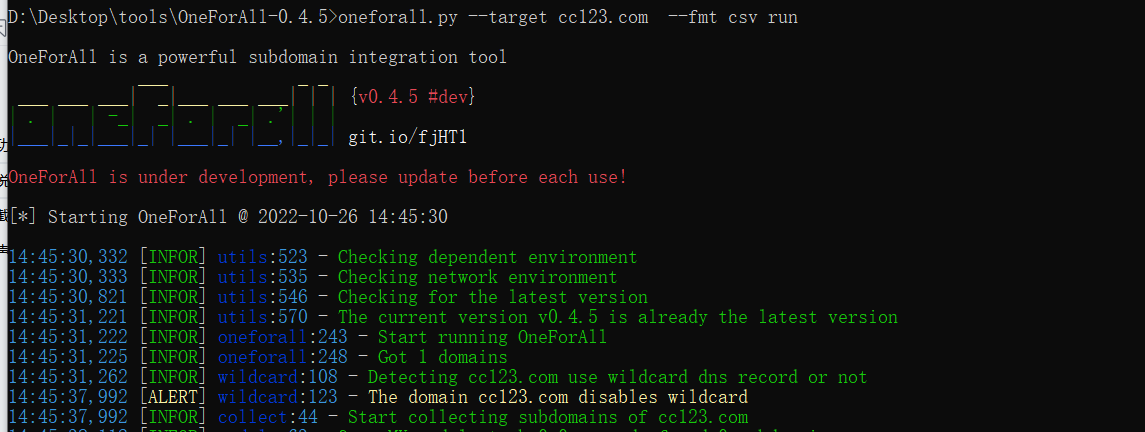 D:\Desktop\tools\OneForAll-0.4.5>oneforall.py --target cc123.com  --fmt csv run
OneForAll is a powerful subdomain integration tool
oneforall {v0.4.5 #dev}
git.io/fjHT1
OneForAll is under development, please update before each use!
[*] Starting OneForAll @ 2022-10-26 14:45:30
14:45:30,332 [INFOR] utils:523 - Checking dependent environment
14:45:30,333 [INFOR] utils:535 - Checking network environment
14:45:30,821 [INFOR] utils:546 - Checking for the latest version
14:45:31,221 [INFOR] utils:570 - The current version v0.4.5 is already the latest version
14:45:31,222 [INFOR] oneforall:243 - Start running OneForAll
14:45:31,225 [INFOR] oneforall:248 - Got 1 domains
14:45:31,262 [INFOR] wildcard:108 - Detecting cc123.com use wildcard dns record or not
14:45:37,992 [ALERT] wildcard:123 - The domain cc123.com disables wildcard
14:45:37,992 [INFOR] collect:44 - Start collecting subdomains of cc123.com